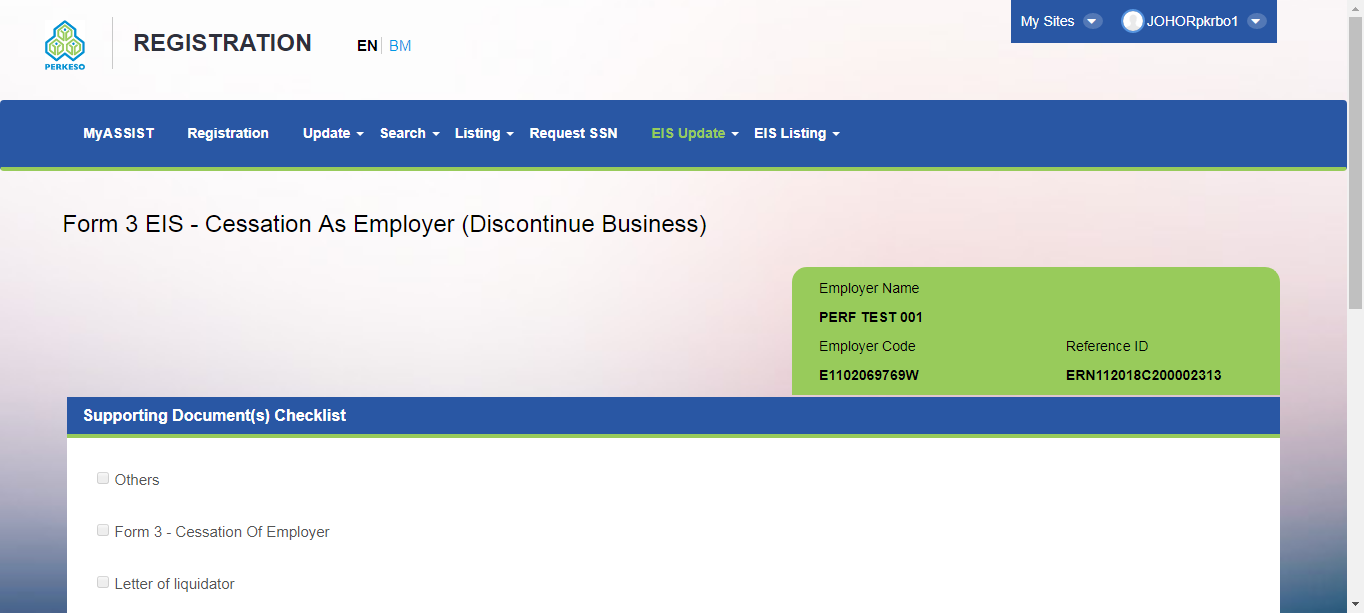 My Sites JOHORpkrbo1
PERKESO
REGISTRATION EN BM
MyASSIST Registration Update Search Listing Request SSN EIS Update EIS Listing
Form 3 EIS - Cessation As Employer (Discontinue Business)
Employer Name
PERF TEST 001
Employer Code Reference ID
E1102069769W ERN112018C200002313
Supporting Document(s) Checklist
Others
Form 3 - Cessation Of Employer
Letter of liquidator